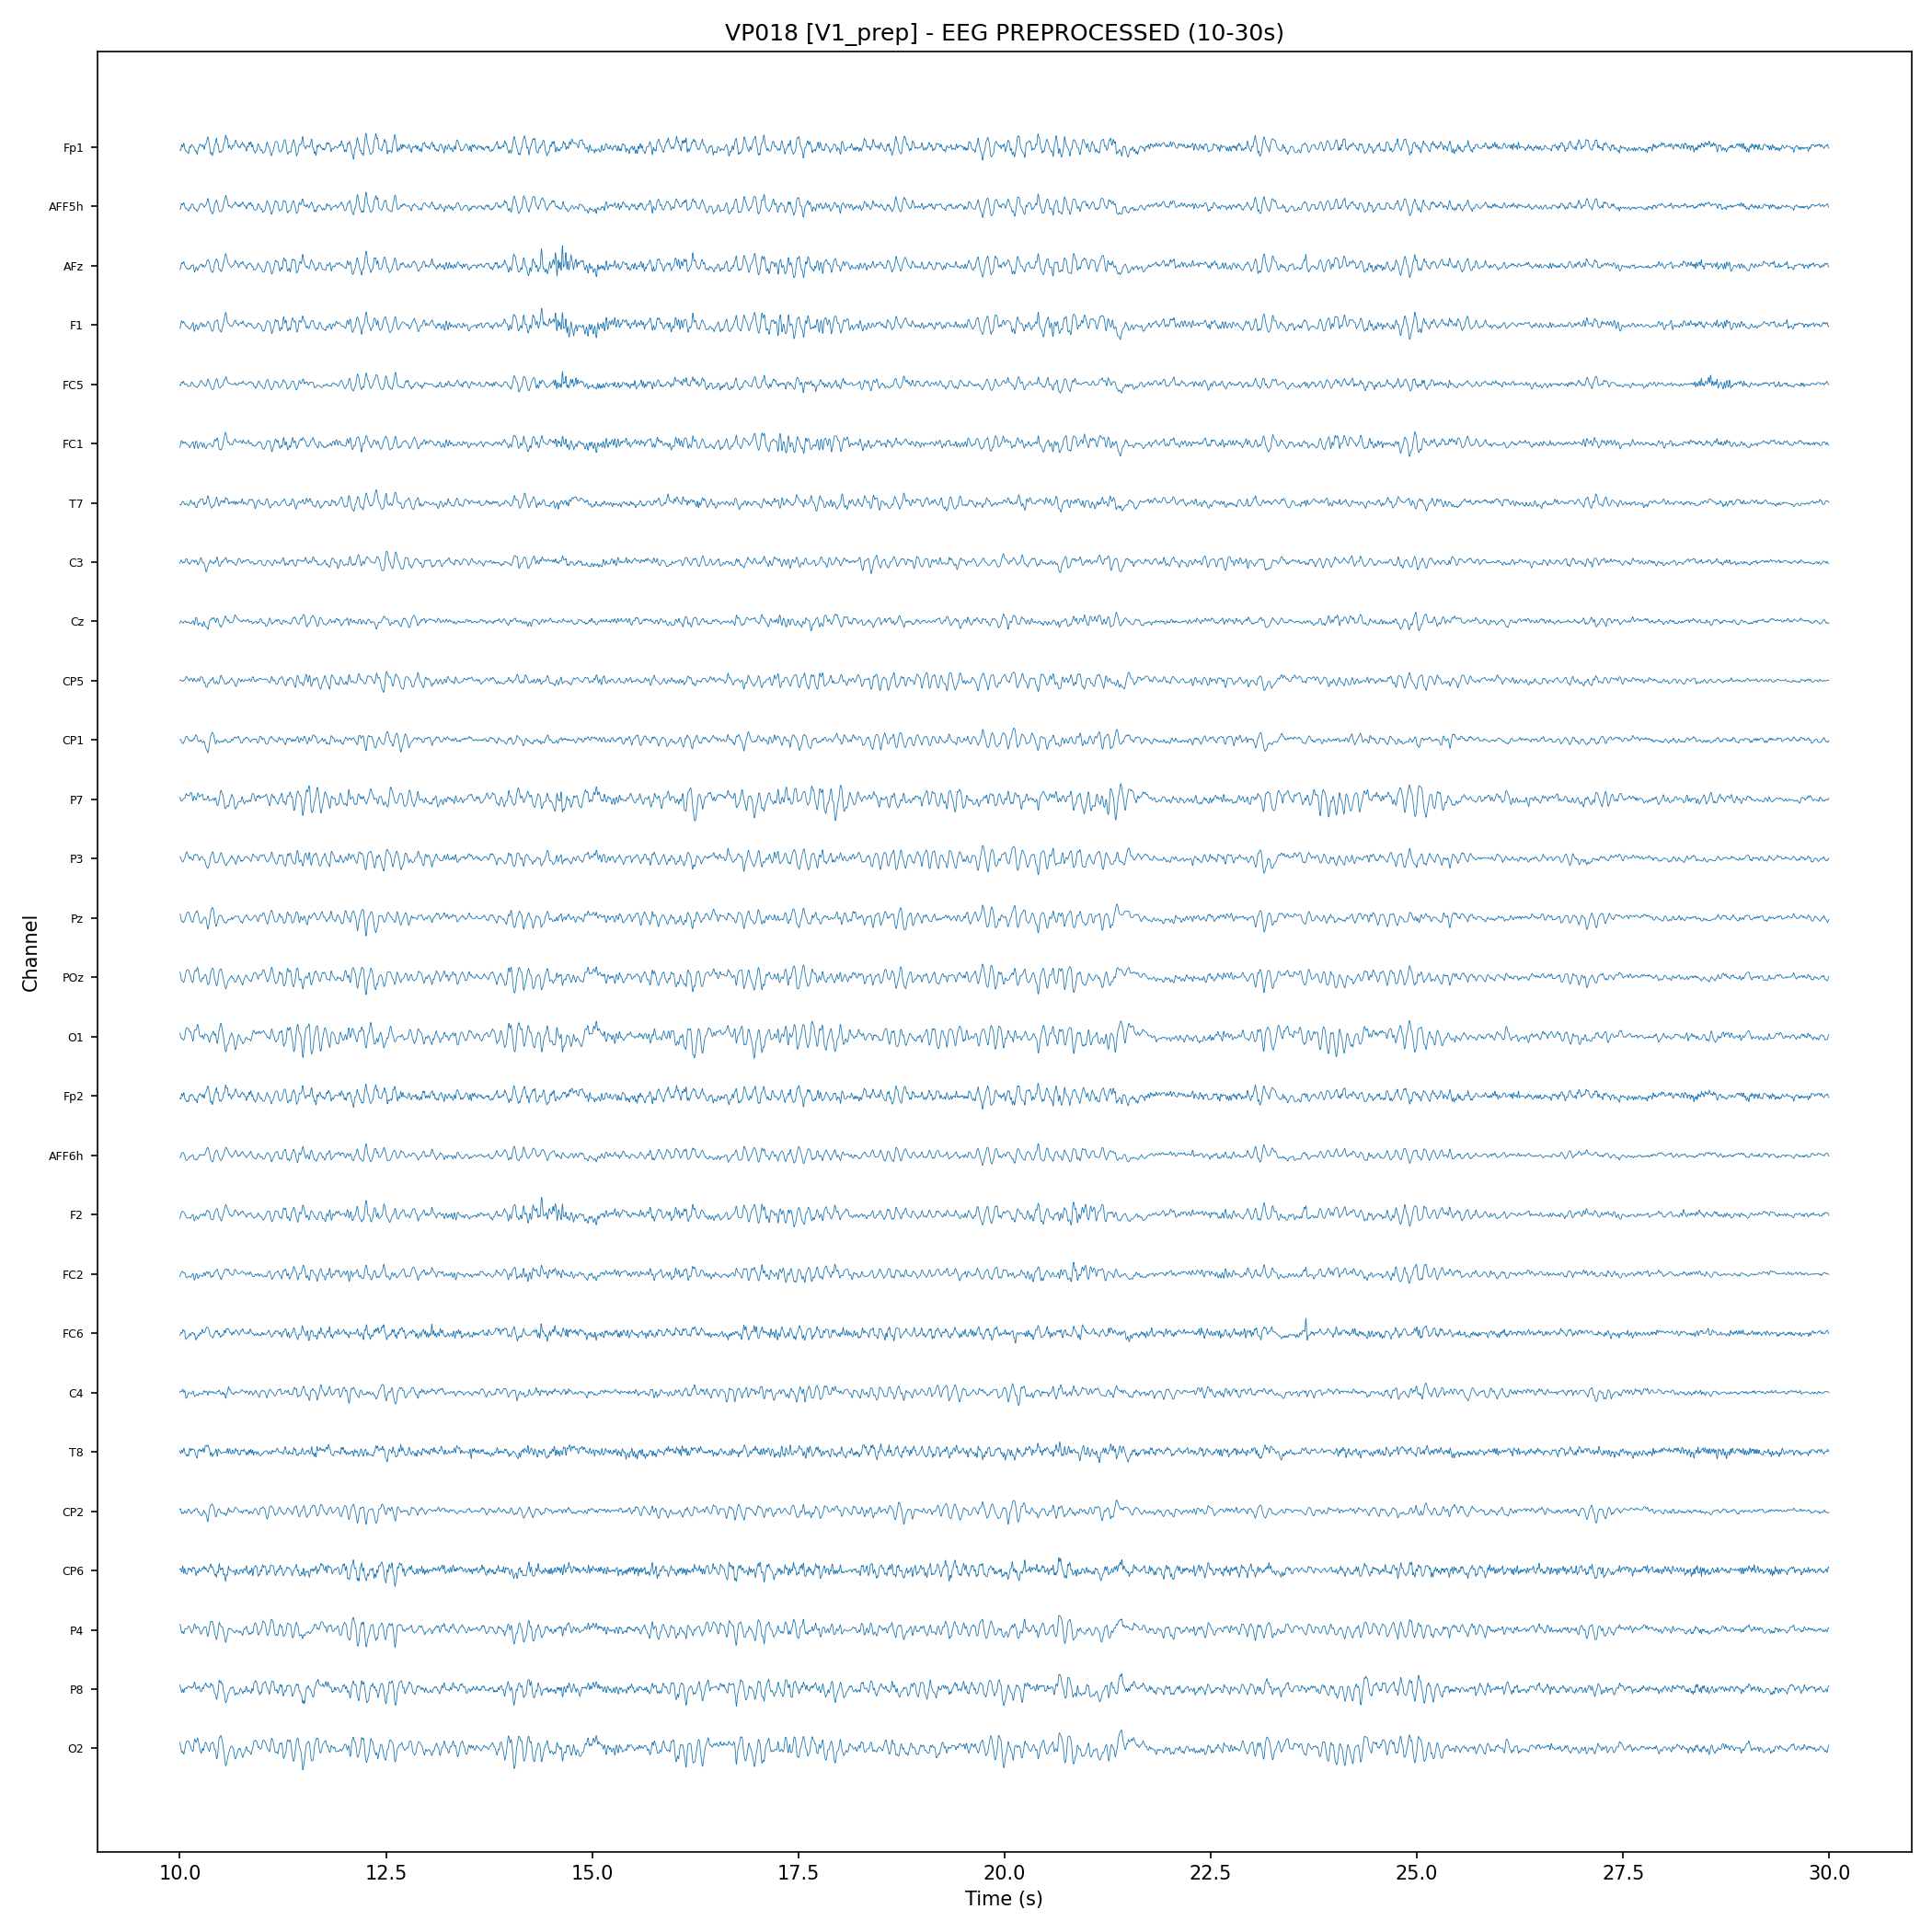 VP018 [V1_prep] - EEG PREPROCESSED (10-30s)
Fp1
AFF5h
AFz
F1
FC5
FC1
T7
C3
Cz
CP5
CP1
P7
P3
Pz
POz
O1
Fp2
AFF6h
F2
FC2
FC6
C4
T8
CP2
CP6
P4
P8
O2
Channel
10.0 12.5 15.0 17.5 20.0 22.5 25.0 27.5 30.0
Time (s)